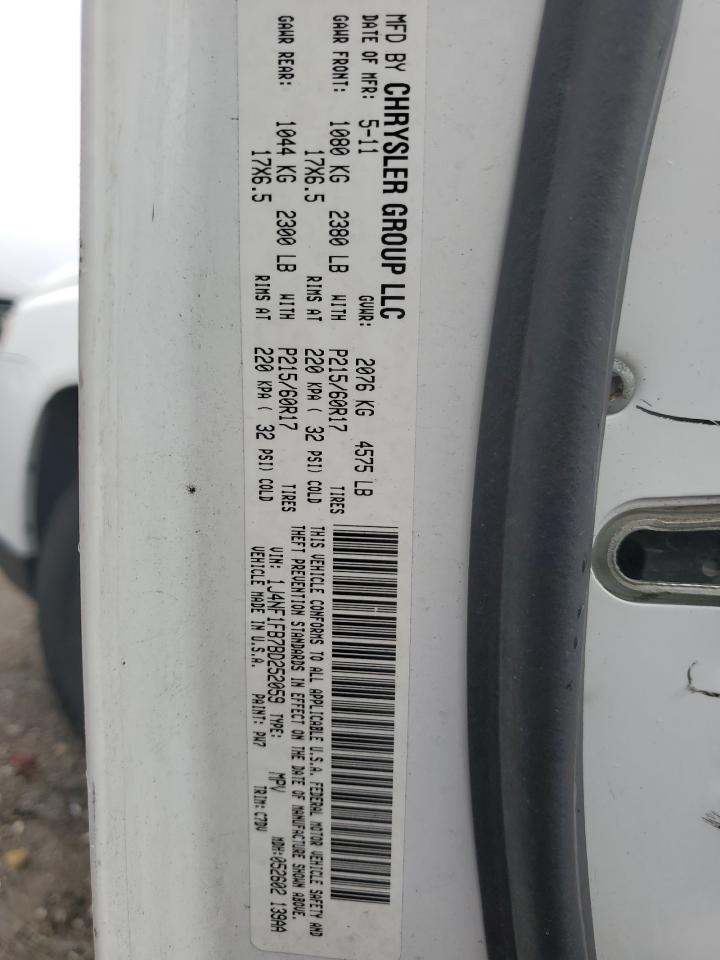 MFD BY CHRYSLER GROUP LLC
DATE OF MFR: 5-11 GVWR: 2076 KG 4575 LB
GAWR FRONT: 1080 KG 2380 LB WITH P215/60R17 TIRES
17X6.5 RIMS AT 220 KPA ( 32 PSI) COLD
GAWR REAR: 1044 KG 2300 LB WITH P215/60R17 TIRES
17X6.5 RIMS AT 220 KPA ( 32 PSI) COLD
THIS VEHICLE CONFORMS TO ALL APPLICABLE U.S.A. FEDERAL MOTOR VEHICLE SAFETY AND
THEFT PREVENTION STANDARDS IN EFFECT ON THE DATE OF MANUFACTURE SHOWN ABOVE.
VIN: 1J4NF1FB7BD252059 TYPE: MPV MDH:052602 139AA
VEHICLE MADE IN U.S.A. PAINT: PW7 TRIM:C7DV